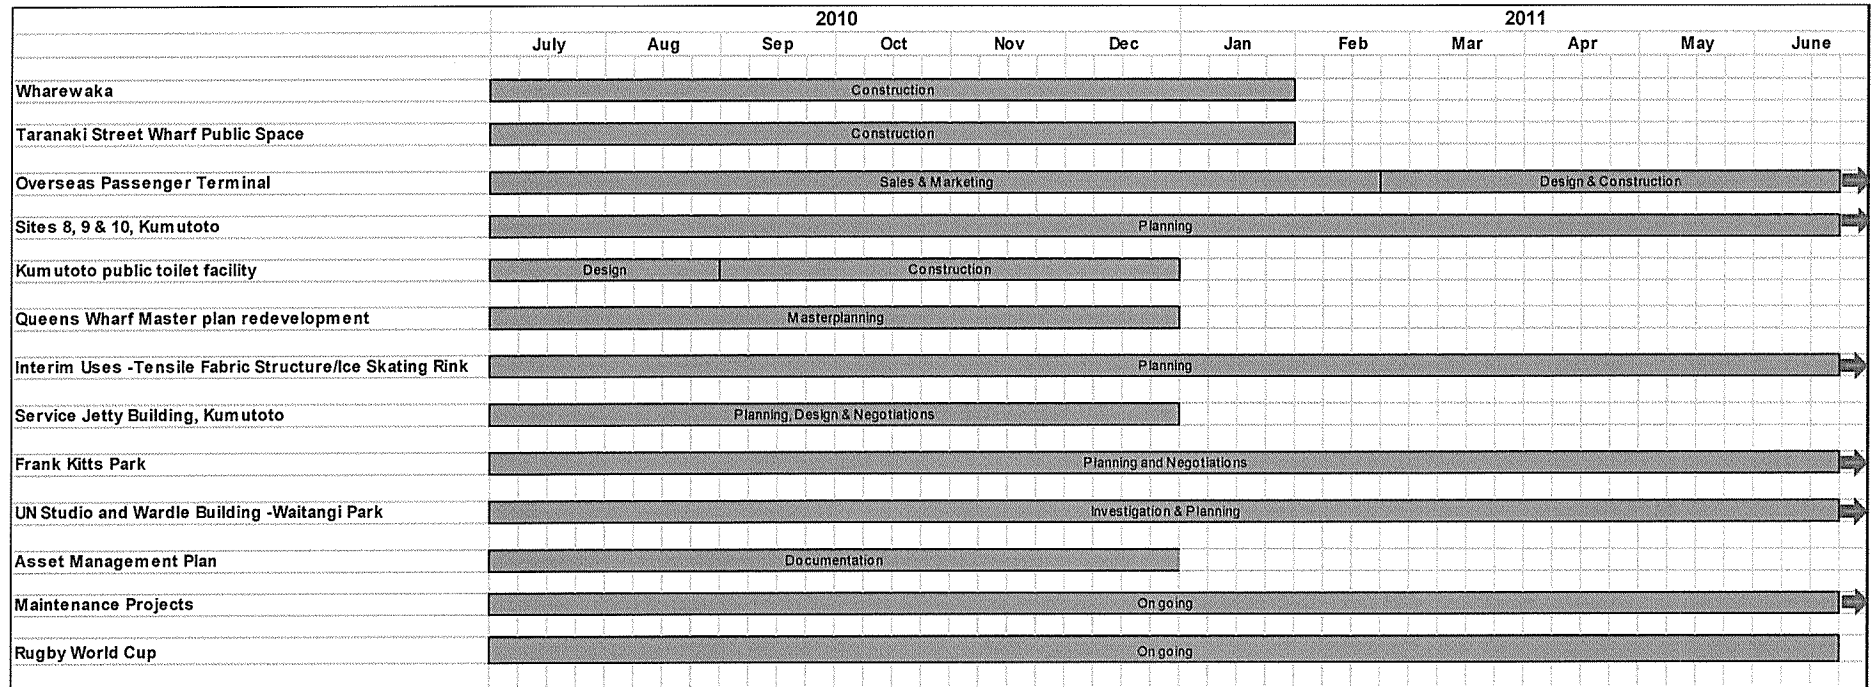 2010 2011
July Aug Sep Oct Nov Dec Jan Feb Mar Apr May June
Wharewaka Construction
Taranaki Street Wharf Public Space Construction
Overseas Passenger Terminal Sales & Marketing Design & Construction
Sites 8, 9 & 10, Kumutoto Planning
Kumutoto public toilet facility Design Construction
Queens Wharf Master plan redevelopment Masterplanning
Interim Uses -Tensile Fabric Structure/Ice Skating Rink Planning
Service Jetty Building, Kumutoto Planning, Design & Negotiations
Frank Kitts Park Planning and Negotiations
UN Studio and Wardle Building -Waitangi Park Investigation & Planning
Asset Management Plan Documentation
Maintenance Projects Ongoing
Rugby World Cup Ongoing